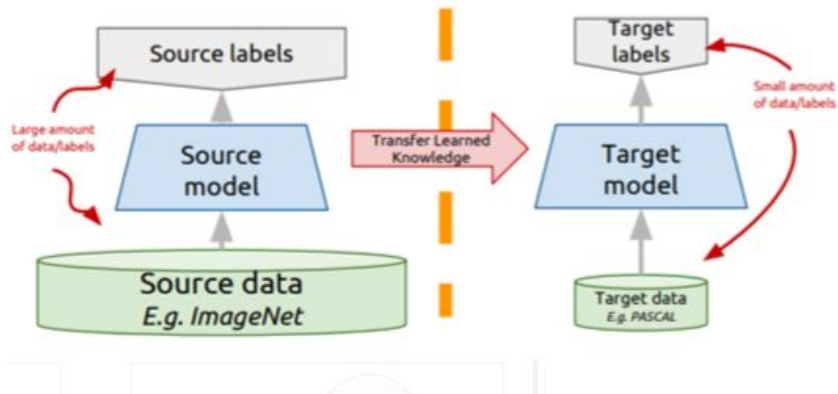 Source labels
Large amount
of data/labels
Source
model
Source data
E.g. ImageNet
Transfer Learned
Knowledge
Target
labels
Small amount
of data/labels
Target
model
Target data
E.g. PASCAL